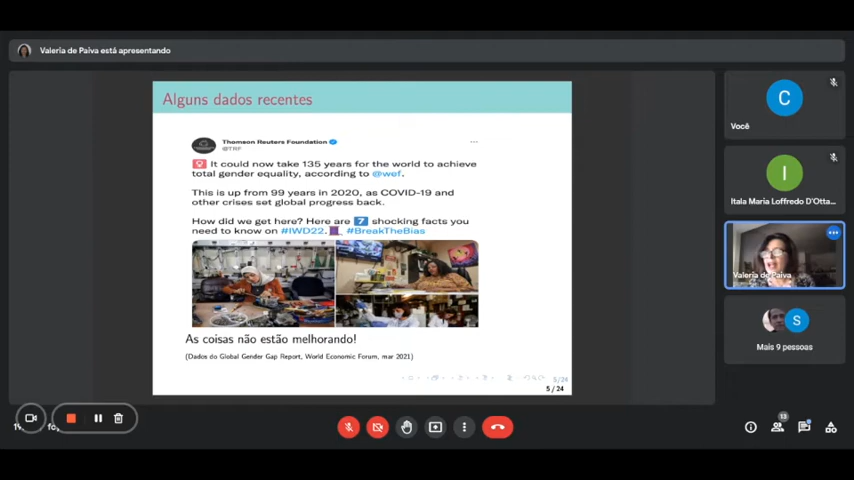 Valeria de Paiva está apresentando
Alguns dados recentes
Thomson Reuters Foundation
@TRF
It could now take 135 years for the world to achieve
total gender equality, according to @wef.
This is up from 99 years in 2020, as COVID-19 and
other crises set global progress back.
How did we get here? Here are 7 shocking facts you
need to know on #IWD22. #BreakTheBias
As coisas não estão melhorando!
(Dados do Global Gender Gap Report, World Economic Forum, mar 2021)
5/24
5 / 24
C
Você
I
Itala Maria Loffredo D'Otta...
Valeria de Paiva
S
Mais 9 pessoas
13